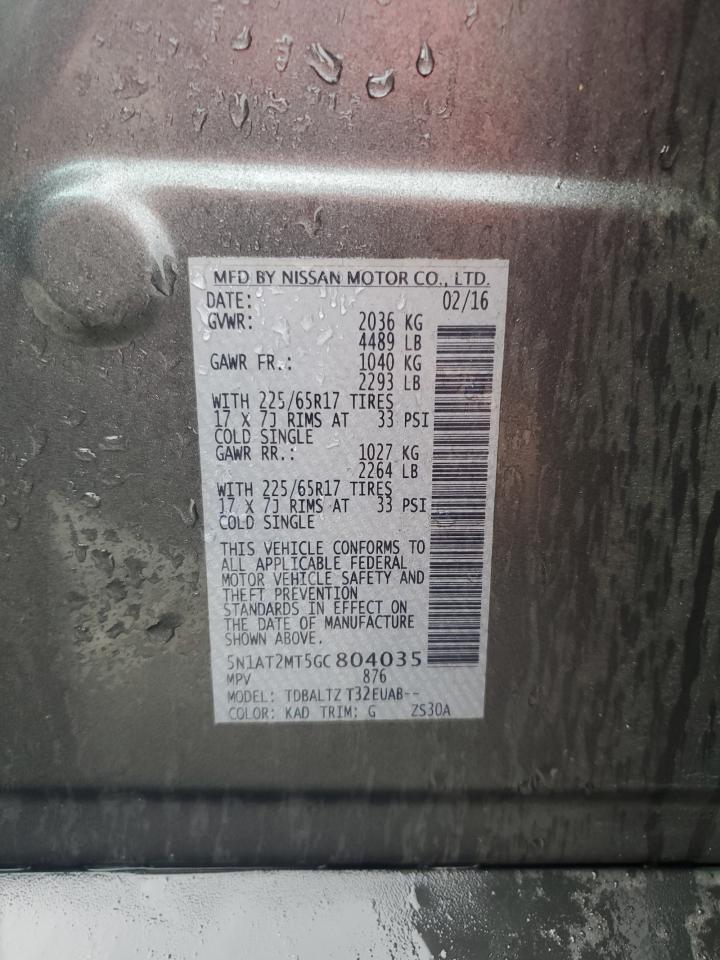 MFD BY NISSAN MOTOR CO., LTD.
DATE: 02/16
GVWR: 2036 KG
4489 LB
GAWR FR.: 1040 KG
2293 LB
WITH 225/65R17 TIRES
17 X 7J RIMS AT 33 PSI
COLD SINGLE
GAWR RR.: 1027 KG
2264 LB
WITH 225/65R17 TIRES
17 X 7J RIMS AT 33 PSI
COLD SINGLE
THIS VEHICLE CONFORMS TO
ALL APPLICABLE FEDERAL
MOTOR VEHICLE SAFETY AND
THEFT PREVENTION
STANDARDS IN EFFECT ON
THE DATE OF MANUFACTURE
SHOWN ABOVE.
5N1AT2MT5GC804035
MPV 876
MODEL: TDBALTZ T32EUAB--
COLOR: KAD TRIM: G ZS30A